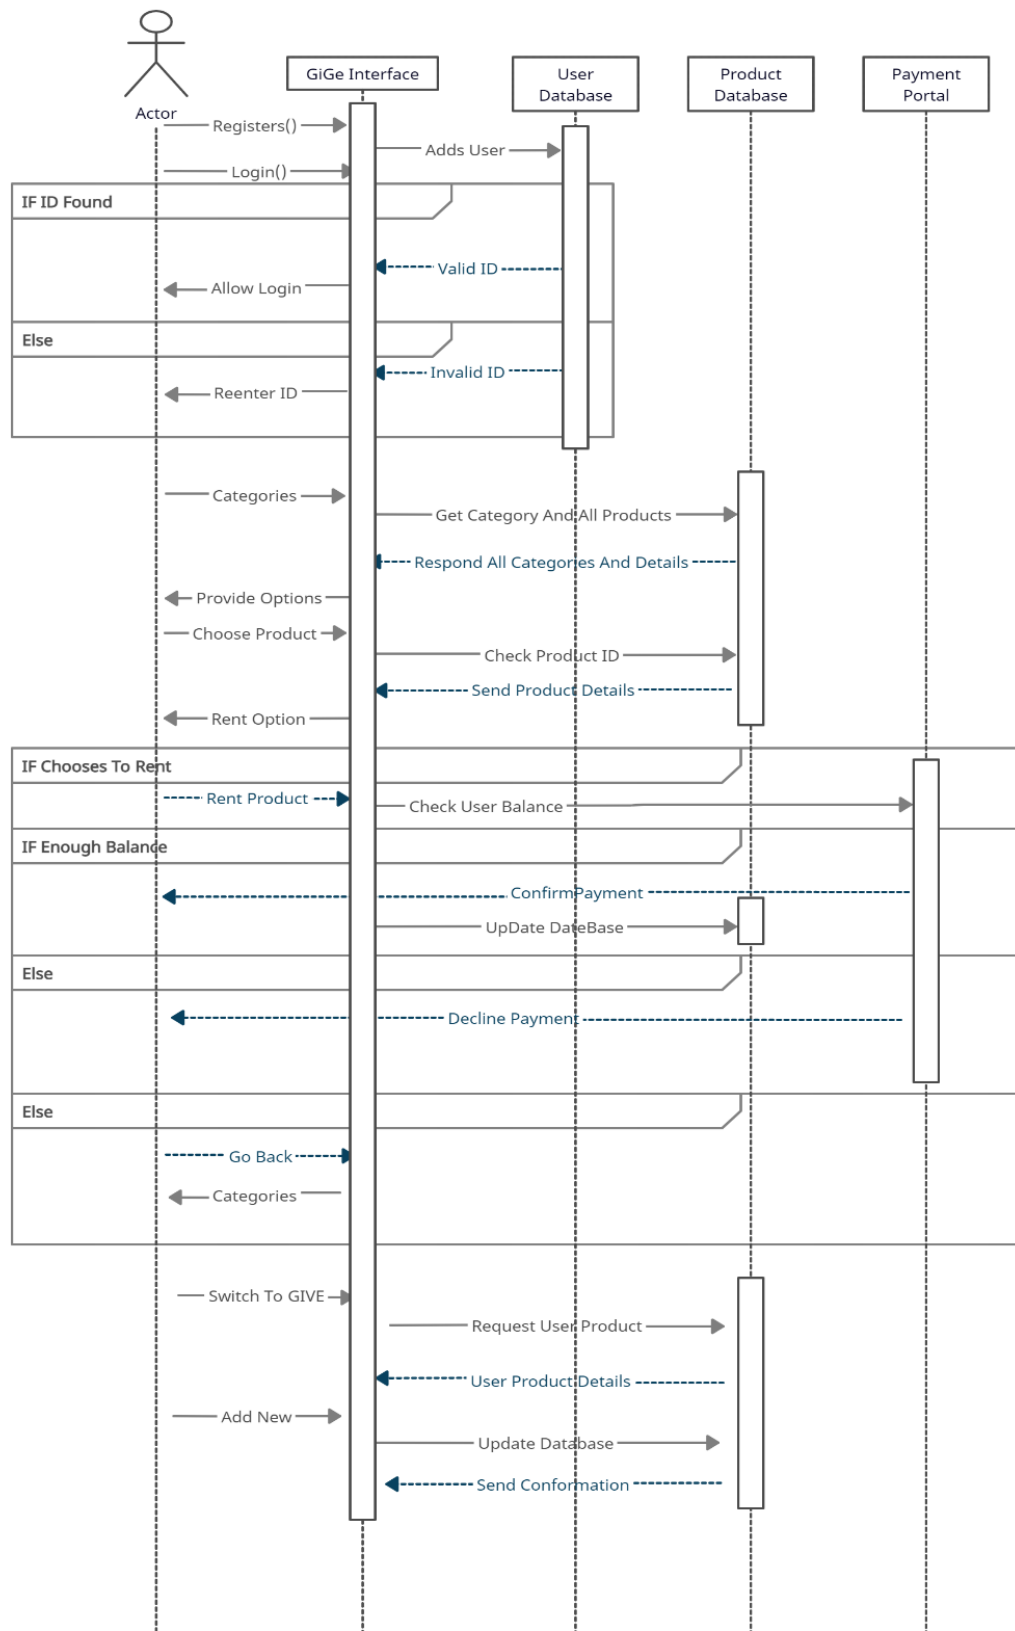 Actor
GiGe Interface
User
Database
Product
Database
Payment
Portal
Registers()
Adds User
Login()
IF ID Found
Valid ID
Allow Login
Else
Invalid ID
Reenter ID
Categories
Get Category And All Products
Respond All Categories And Details
Provide Options
Choose Product
Check Product ID
Send Product Details
Rent Option
IF Chooses To Rent
Rent Product
Check User Balance
IF Enough Balance
ConfirmPayment
UpDate DateBase
Else
Decline Payment
Else
Go Back
Categories
Switch To GIVE
Request User Product
User Product Details
Add New
Update Database
Send Conformation